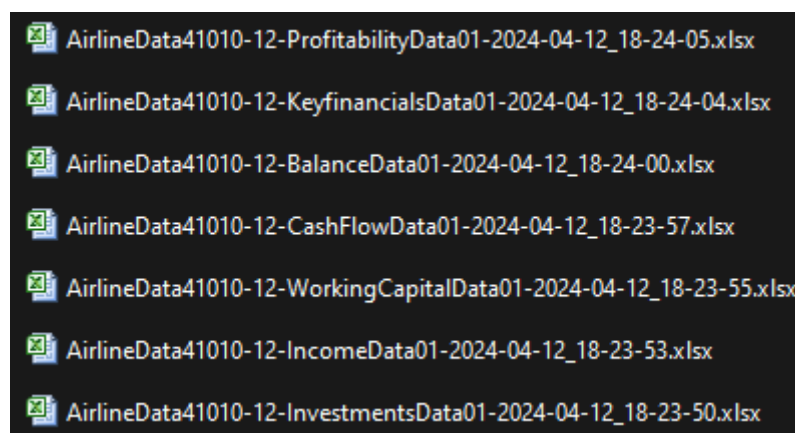 AirlineData41010-12-ProfitabilityData01-2024-04-12_18-24-05.xlsx
AirlineData41010-12-KeyfinancialsData01-2024-04-12_18-24-04.xlsx
AirlineData41010-12-BalanceData01-2024-04-12_18-24-00.xlsx
AirlineData41010-12-CashFlowData01-2024-04-12_18-23-57.xlsx
AirlineData41010-12-WorkingCapitalData01-2024-04-12_18-23-55.xlsx
AirlineData41010-12-IncomeData01-2024-04-12_18-23-53.xlsx
AirlineData41010-12-InvestmentsData01-2024-04-12_18-23-50.xlsx